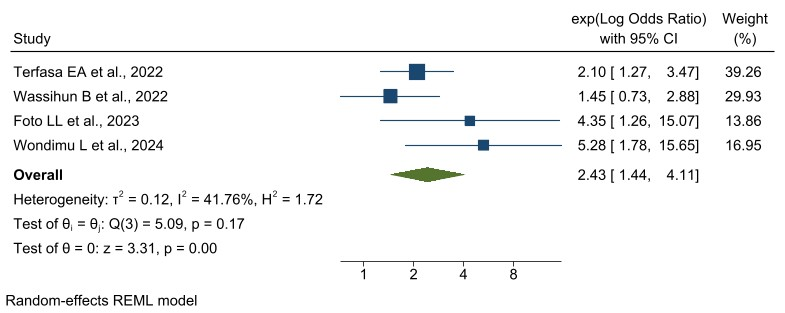 exp(Log Odds Ratio) Weight
Study with 95% CI (%)
Terfasa EA et al., 2022 2.10 [ 1.27, 3.47] 39.26
Wassihun B et al., 2022 1.45 [ 0.73, 2.88] 29.93
Foto LL et al., 2023 4.35 [ 1.26, 15.07] 13.86
Wondimu L et al., 2024 5.28 [ 1.78, 15.65] 16.95
Overall 2.43 [ 1.44, 4.11]
Heterogeneity: τ² = 0.12, I² = 41.76%, H² = 1.72
Test of θᵢ = θⱼ: Q(3) = 5.09, p = 0.17
Test of θ = 0: z = 3.31, p = 0.00
1 2 4 8
Random-effects REML model